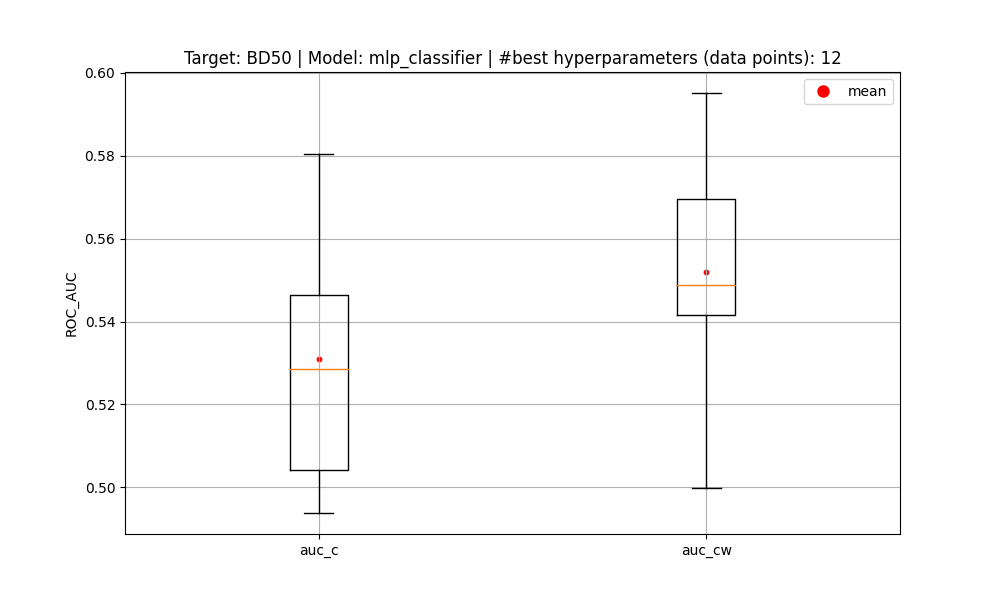 Target: BD50 | Model: mlp_classifier | #best hyperparameters (data points): 12
mean
0.60
0.58
0.56
0.54
0.52
0.50
ROC_AUC
auc_c
auc_cw